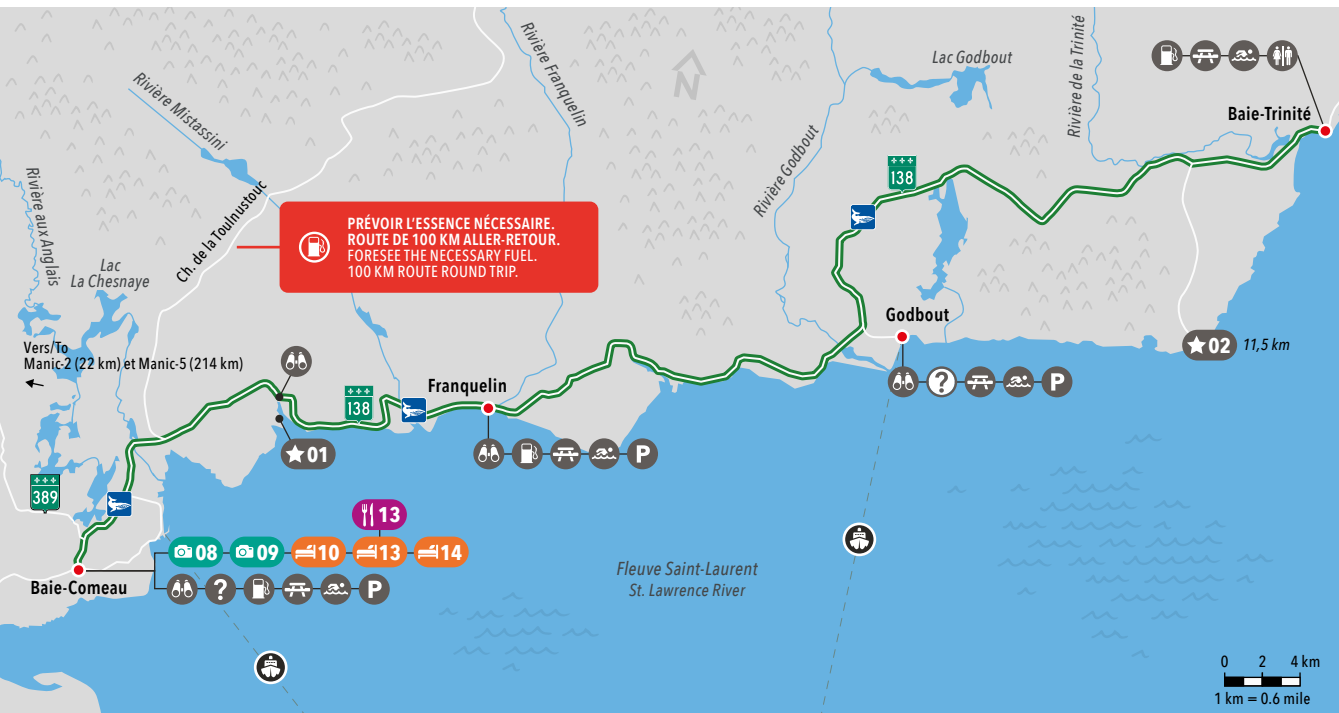 Rivière Franquelin
Rivière de la Trinité
Lac Godbout
N
Rivière Mistassini
Baie-Trinité
Rivière Godbout
138
Rivière aux Anglais
Ch. de la Toulnustouc
PRÉVOIR L'ESSENCE NÉCESSAIRE.
ROUTE DE 100 KM ALLER-RETOUR.
FORESEE THE NECESSARY FUEL.
100 KM ROUTE ROUND TRIP.
Lac
La Chesnaye
Godbout
Vers/To
Manic-2 (22 km) et Manic-5 (214 km)
02
11,5 km
Franquelin
138
? P
01
P
389
13
08 09 10 13 14
Baie-Comeau
? P
Fleuve Saint-Laurent
St. Lawrence River
0 2 4 km
1 km = 0.6 mile